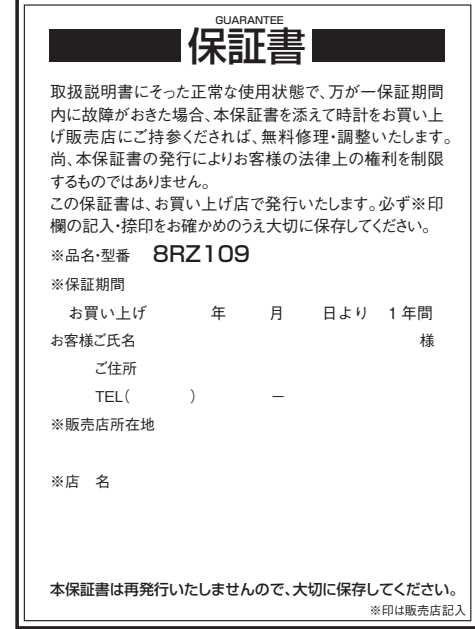 GUARANTEE
保証書
取扱説明書にそった正常な使用状態で、万が一保証期間
内に故障がおきた場合、本保証書を添えて時計をお買い上
げ販売店にご持参くだされば、無料修理・調整いたします。
尚、本保証書の発行によりお客様の法律上の権利を制限
するものではありません。
この保証書は、お買い上げ店で発行いたします。必ず※印
欄の記入・捺印をお確かめのうえ大切に保存してください。
※品名・型番 8RZ109
※保証期間
お買い上げ 年 月 日より 1年間
お客様ご氏名 様
ご住所
TEL( ) －
※販売店所在地
※店 名
本保証書は再発行いたしませんので、大切に保存してください。
※印は販売店記入